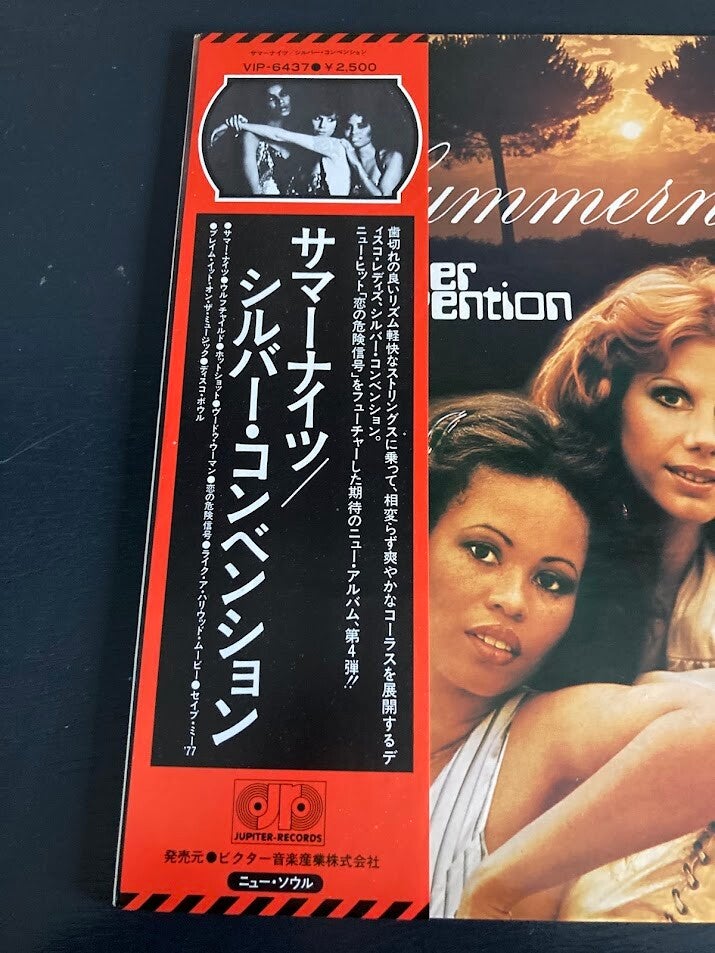 サマーナイツ/シルバー・コンベンション
VIP-6437●¥2,500
歯切れの良いリズム軽快なストリングスに乗って、相変らず爽やかなコーラスを展開するデ
ィスコ・レディス、シルバー・コンベンション。
ニュー・ヒット「恋の危険信号」をフューチャーした期待のニュー・アルバム、第4弾!!
サマーナイツ/
シルバー・コンベンション
●サマー・ナイツ●ウルフチャイルド●ホットショット●ヴードゥ・ウーマン●恋の危険信号●ライク・ア・ハリウッド・ムービー●セイブ・ミー'77
●ブレイム・イット・オン・ザ・ミュージック●ディスコ・ボウル
JR
JUPITER-RECORDS
発売元●ビクター音楽産業株式会社
ニュー・ソウル
Summern
er
vention